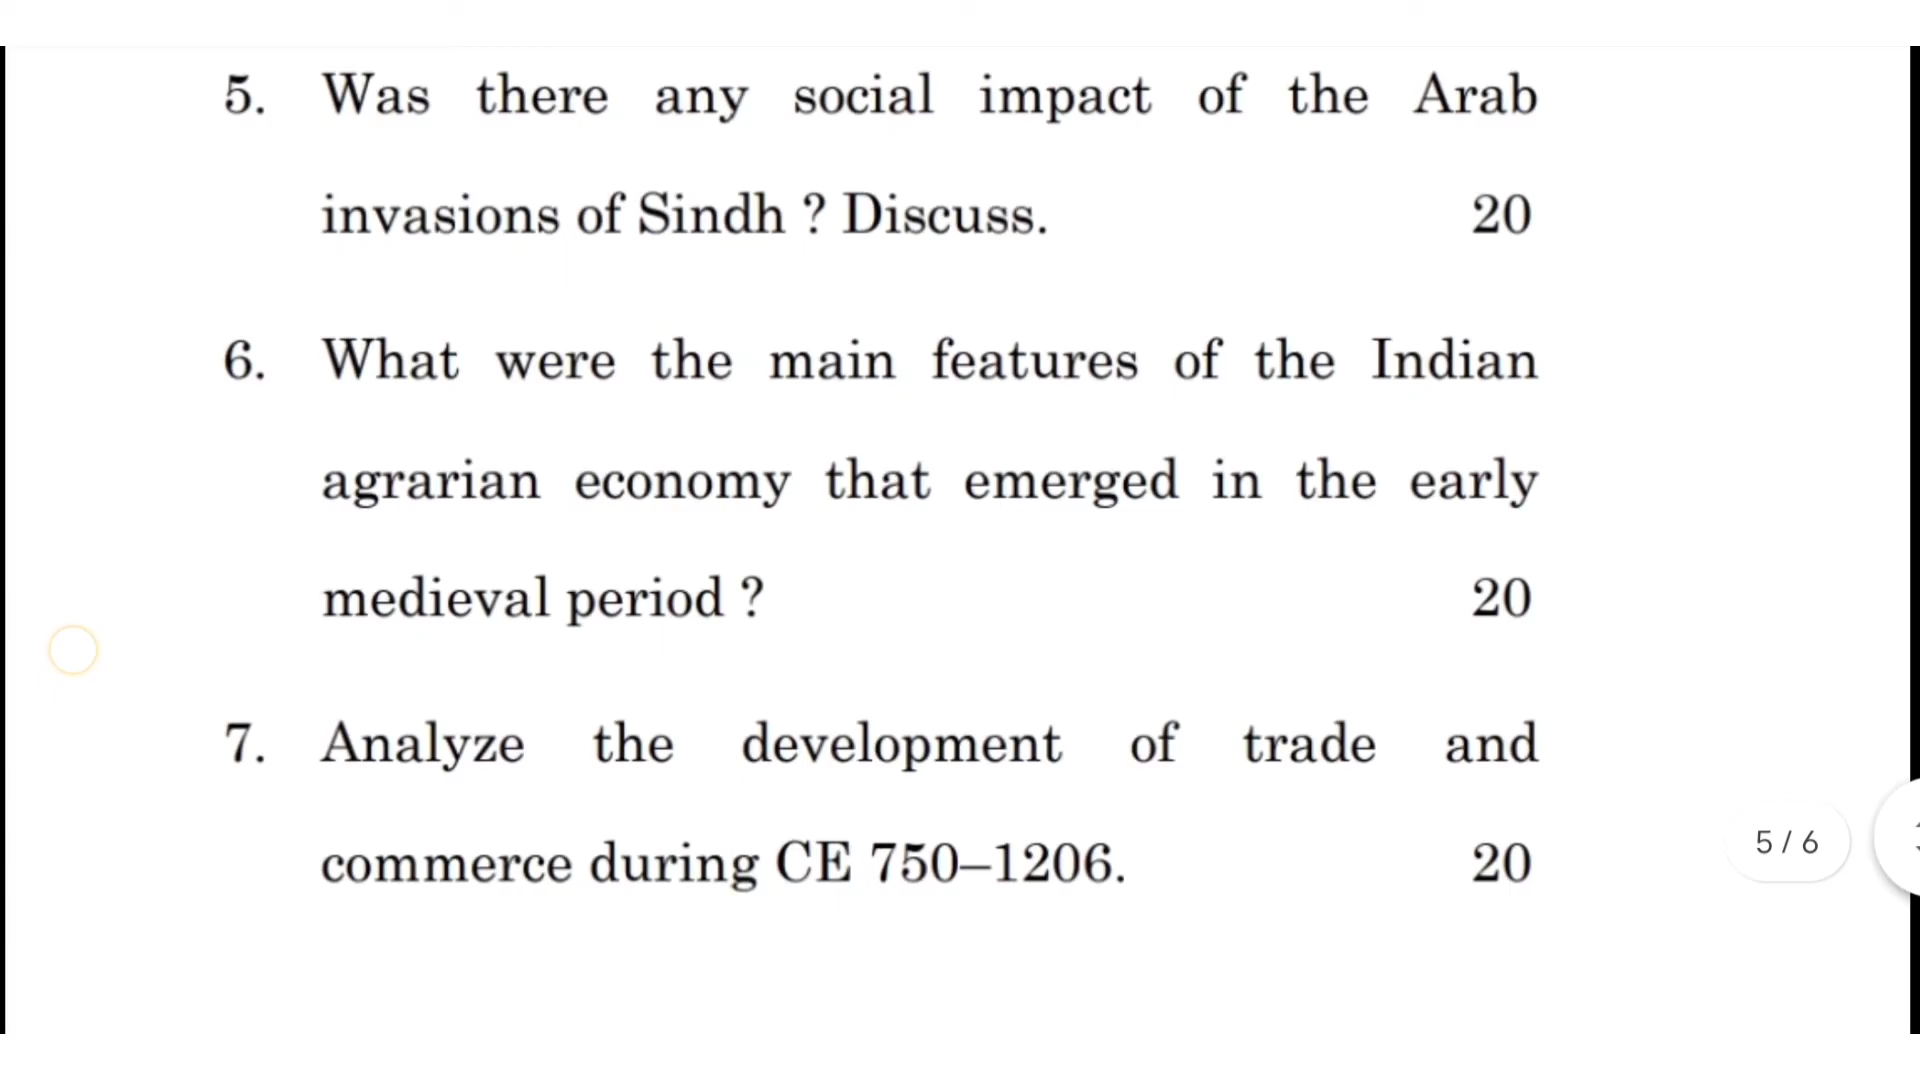 5. Was there any social impact of the Arab
invasions of Sindh ? Discuss. 20
6. What were the main features of the Indian
agrarian economy that emerged in the early
medieval period ? 20
7. Analyze the development of trade and
commerce during CE 750–1206. 20
5 / 6